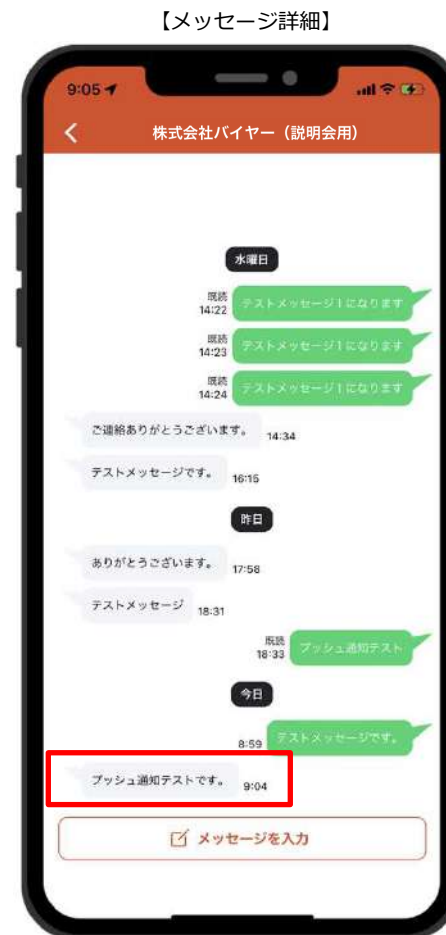 【メッセージ詳細】
9:05
株式会社バイヤー（説明会用）
水曜日
既読
14:22 テストメッセージ1になります
既読
14:23 テストメッセージ1になります
既読
14:24 テストメッセージ1になります
ご連絡ありがとうございます。 14:34
テストメッセージです。 16:15
昨日
ありがとうございます。 17:58
テストメッセージ 18:31
既読
18:33 プッシュ通知テスト
今日
8:59 テストメッセージです。
プッシュ通知テストです。 9:04
メッセージを入力